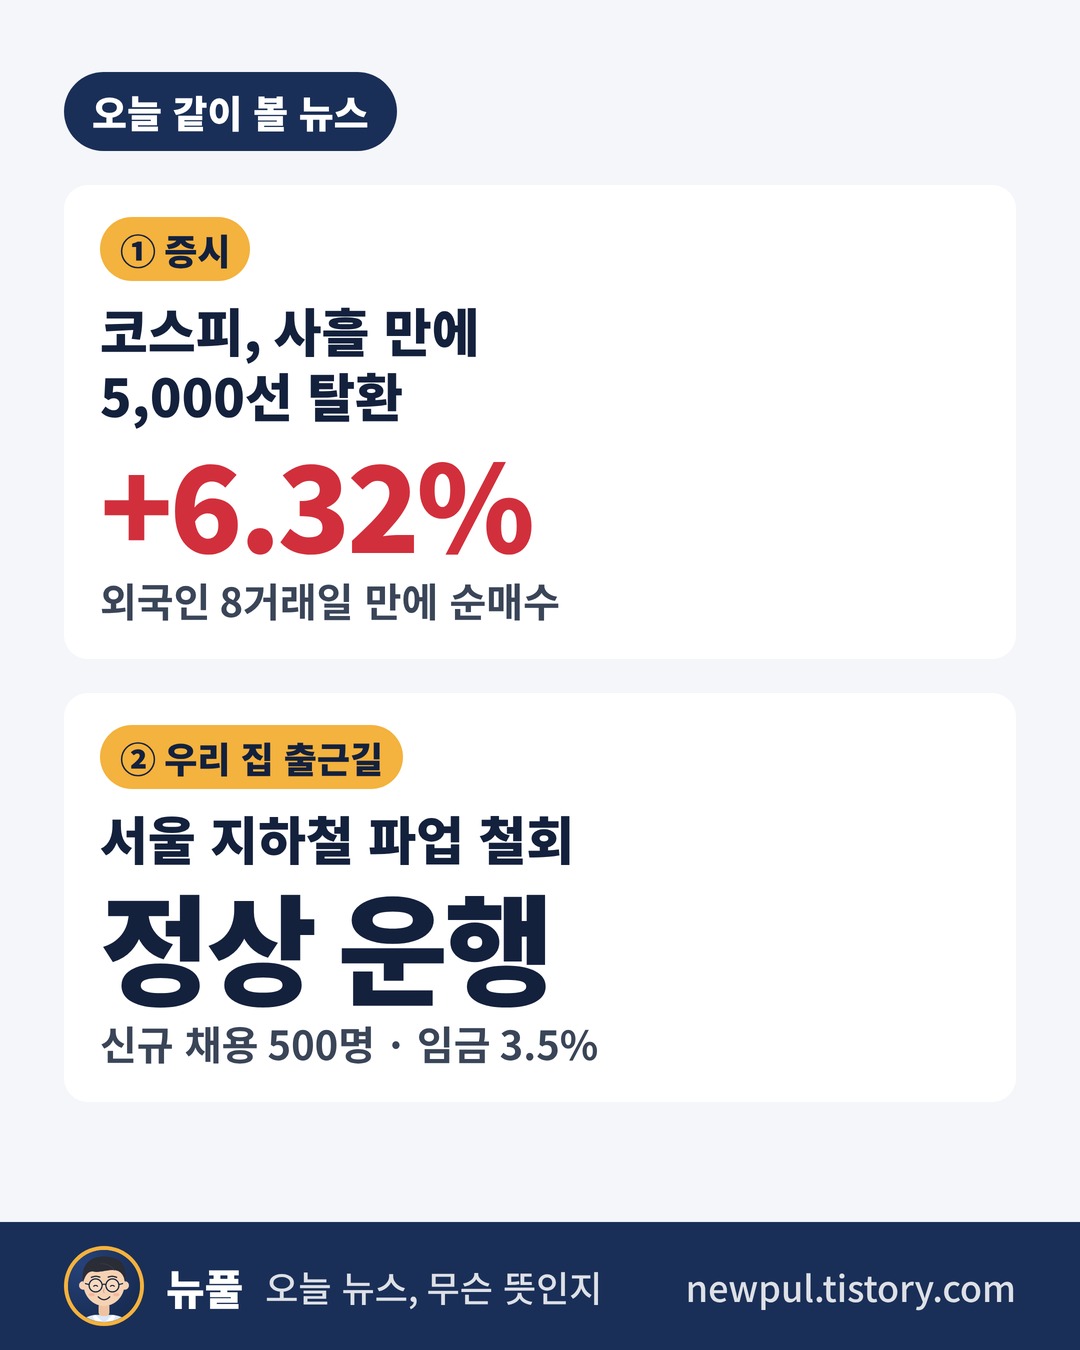 오늘 같이 볼 뉴스
① 증시
코스피, 사흘 만에
5,000선 탈환
+6.32%
외국인 8거래일 만에 순매수
② 우리 집 출근길
서울 지하철 파업 철회
정상 운행
신규 채용 500명 · 임금 3.5%
뉴풀 오늘 뉴스, 무슨 뜻인지 newpul.tistory.com